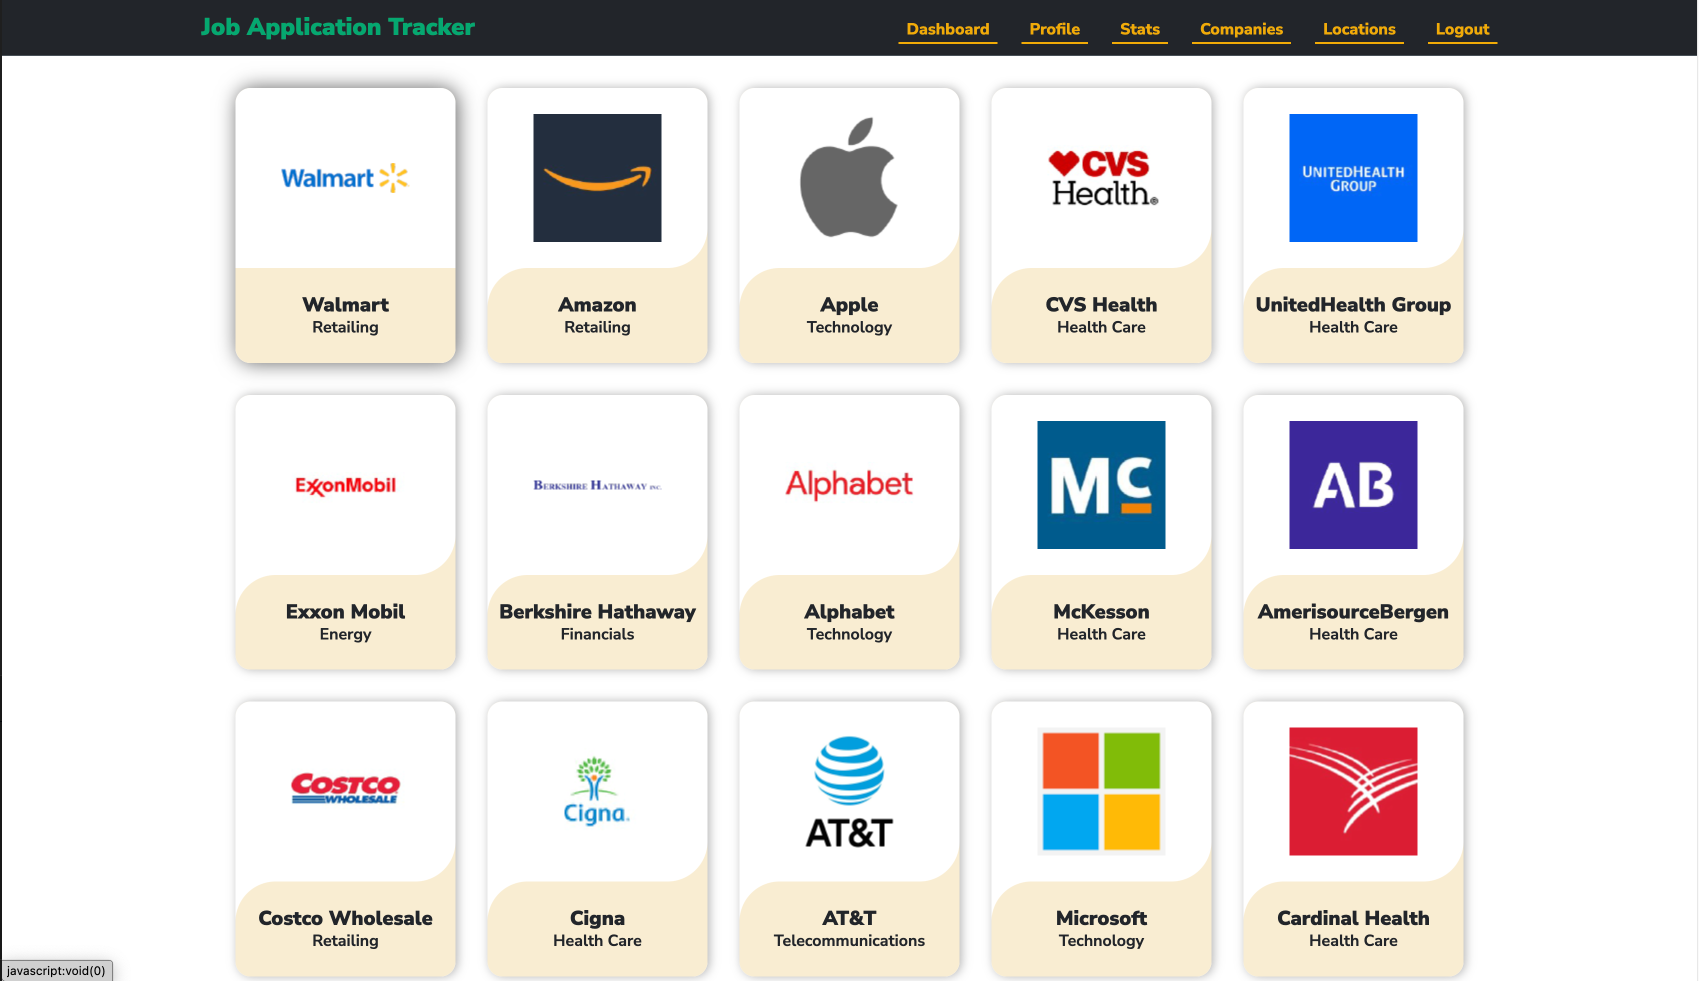 Job Application Tracker
Dashboard Profile Stats Companies Locations Logout
Walmart
Walmart
Retailing
Amazon
Retailing
Apple
Technology
CVS
Health®
CVS Health
Health Care
UNITEDHEALTH
GROUP
UnitedHealth Group
Health Care
ExxonMobil
Exxon Mobil
Energy
BERKSHIRE HATHAWAY INC.
Berkshire Hathaway
Financials
Alphabet
Alphabet
Technology
Mc
McKesson
Health Care
AB
AmerisourceBergen
Health Care
COSTCO
WHOLESALE
Costco Wholesale
Retailing
Cigna.
Cigna
Health Care
AT&T
AT&T
Telecommunications
Microsoft
Technology
Cardinal Health
Health Care
javascript:void(0)